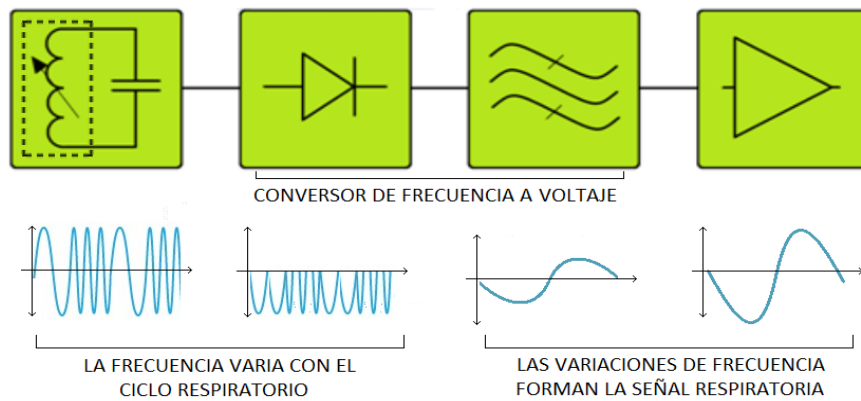 CONVERSOR DE FRECUENCIA A VOLTAJE
LA FRECUENCIA VARIA CON EL
CICLO RESPIRATORIO
LAS VARIACIONES DE FRECUENCIA
FORMAN LA SEÑAL RESPIRATORIA